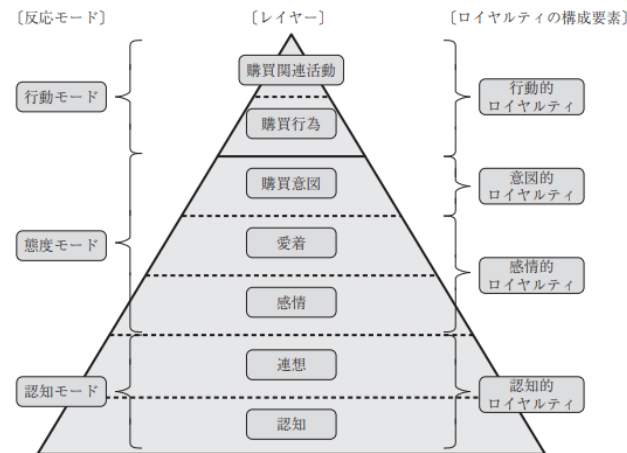 〔反応モード〕
〔レイヤー〕
〔ロイヤルティの構成要素〕
購買関連活動
行動モード
行動的
ロイヤルティ
購買行為
購買意図
意図的
ロイヤルティ
態度モード
愛着
感情的
ロイヤルティ
感情
連想
認知モード
認知的
ロイヤルティ
認知